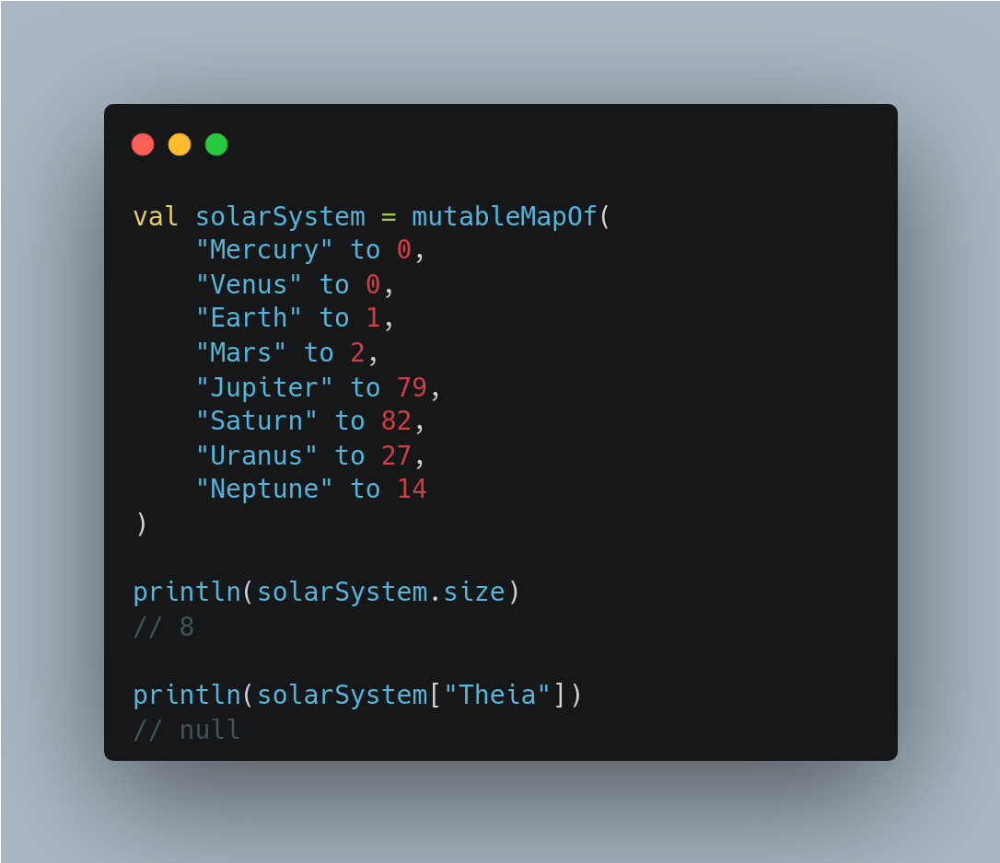 val solarSystem = mutableMapOf(
    "Mercury" to 0,
    "Venus" to 0,
    "Earth" to 1,
    "Mars" to 2,
    "Jupiter" to 79,
    "Saturn" to 82,
    "Uranus" to 27,
    "Neptune" to 14
)
println(solarSystem.size)
// 8
println(solarSystem["Theia"])
// null